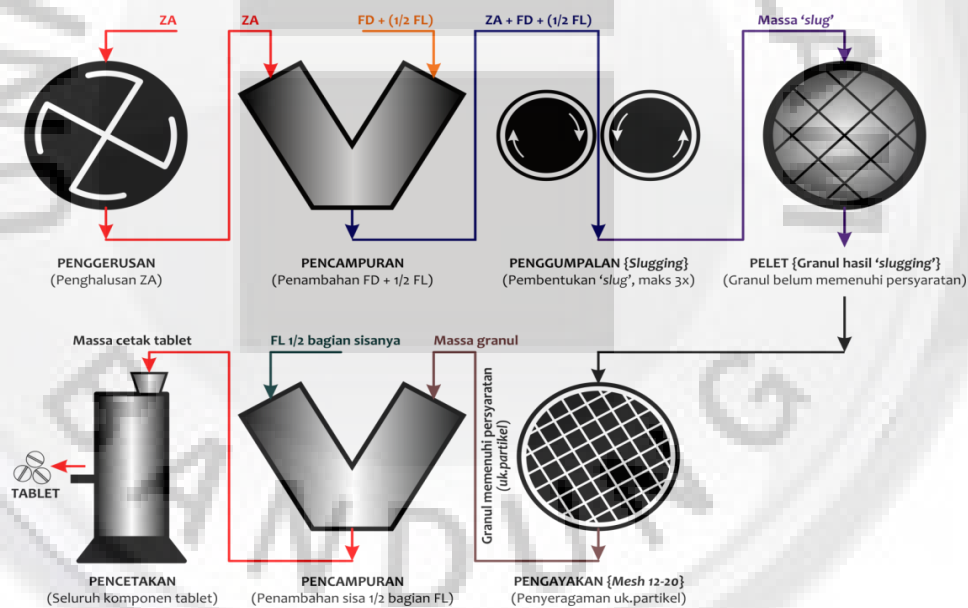 ZA
ZA
FD + (1/2 FL)
ZA + FD + (1/2 FL)
Massa ‘slug’
PENGGERUSAN
(Penghalusan ZA)
PENCAMPURAN
(Penambahan FD + 1/2 FL)
PENGGUMPALAN {Slugging}
(Pembentukan ‘slug’, maks 3x)
PELET {Granul hasil ‘slugging’}
(Granul belum memenuhi persyaratan)
Massa cetak tablet
FL 1/2 bagian sisanya
Massa granul
Granul memenuhi persyaratan
(uk.partikel)
TABLET
PENCETAKAN
(Seluruh komponen tablet)
PENCAMPURAN
(Penambahan sisa 1/2 bagian FL)
PENGAYAKAN {Mesh 12-20}
(Penyeragaman uk.partikel)